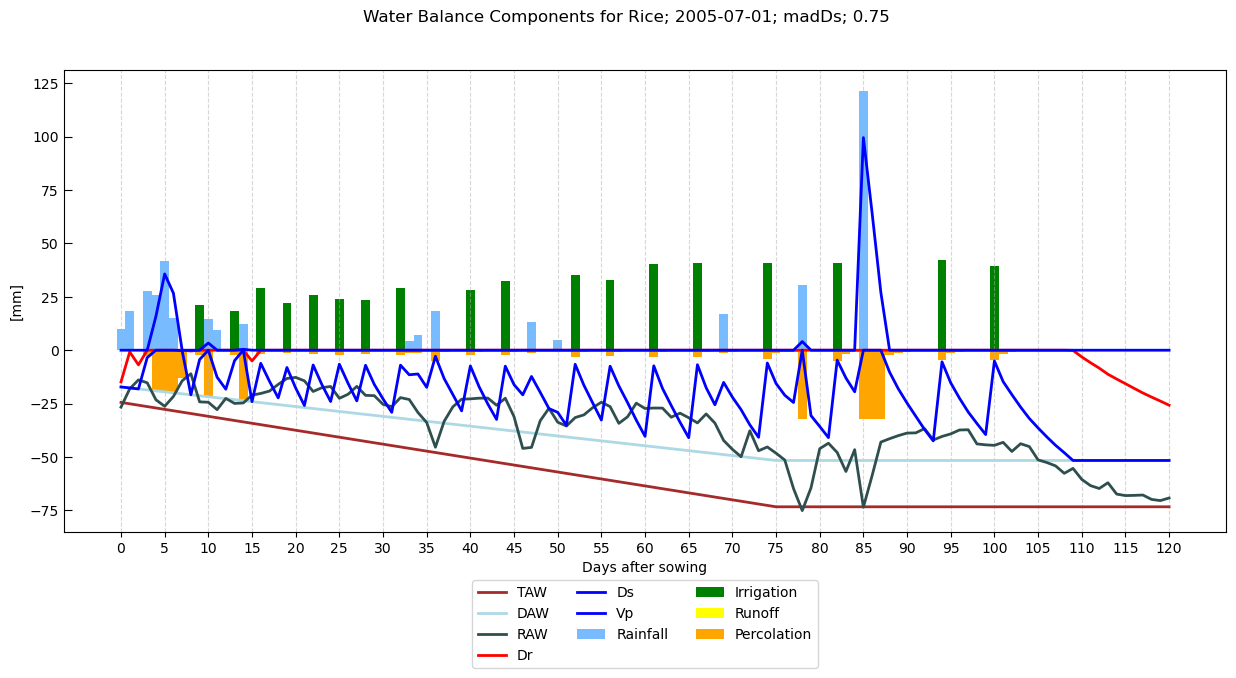 Water Balance Components for Rice; 2005-07-01; madDs; 0.75
125
100
75
50
25
0
−25
−50
−75
[mm]
0 5 10 15 20 25 30 35 40 45 50 55 60 65 70 75 80 85 90 95 100 105 110 115 120
Days after sowing
TAW Ds Irrigation
DAW Vp Runoff
RAW Rainfall Percolation
Dr